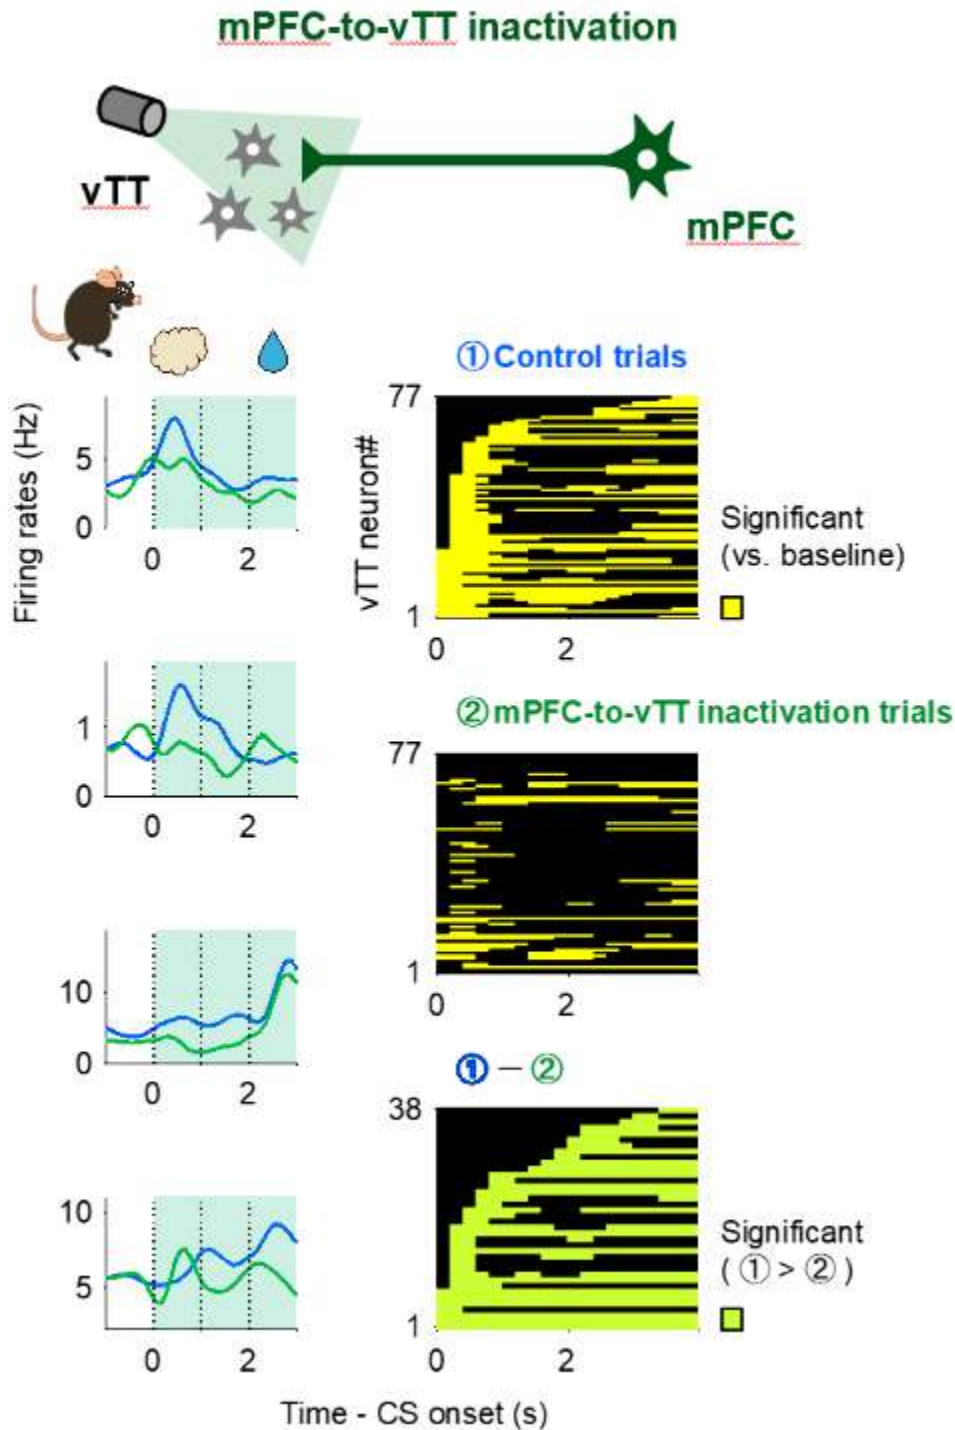 mPFC-to-vTT inactivation
vTT
mPFC
Firing rates (Hz)
5
0
0
2
1
0
0
2
10
0
0
2
10
5
0
2
①Control trials
77
vTT neuron#
1
0
2
Significant
(vs. baseline)
②mPFC-to-vTT inactivation trials
77
1
0
2
① – ②
38
1
0
2
Significant
( ① > ② )
Time - CS onset (s)